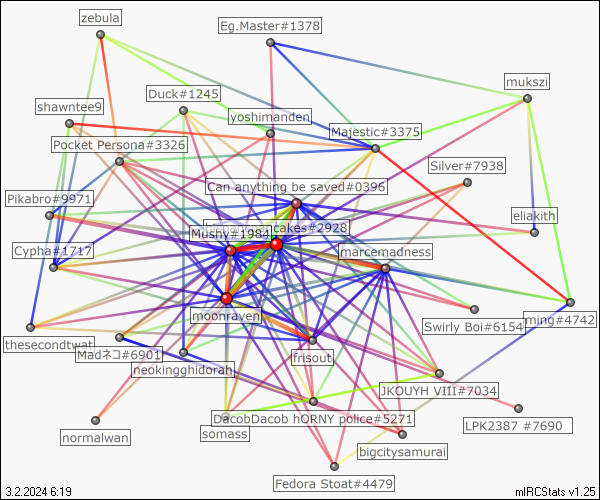 zebula
Eg.Master#1378
mukszi
Duck#1245
shawntee9
yoshimanden
Majestic#3375
Pocket Persona#3326
Silver#7938
Can anything be saved#0396
Pikabro#9971
eliakith
cakes#2928
Musny#1984
Cypha#1717
marcemadness
moonraven
Swirly Boi#6154
ming#4742
thesecondtwat
Madネコ#6901
frisout
neokingghidorah
JKOUYH VIII#7034
DacobDacob hORNY police#5271
LPK2387 #7690
somass
normalwan
bigcitysamurai
Fedora Stoat#4479
3.2.2024 6:19
mIRCStats v1.25